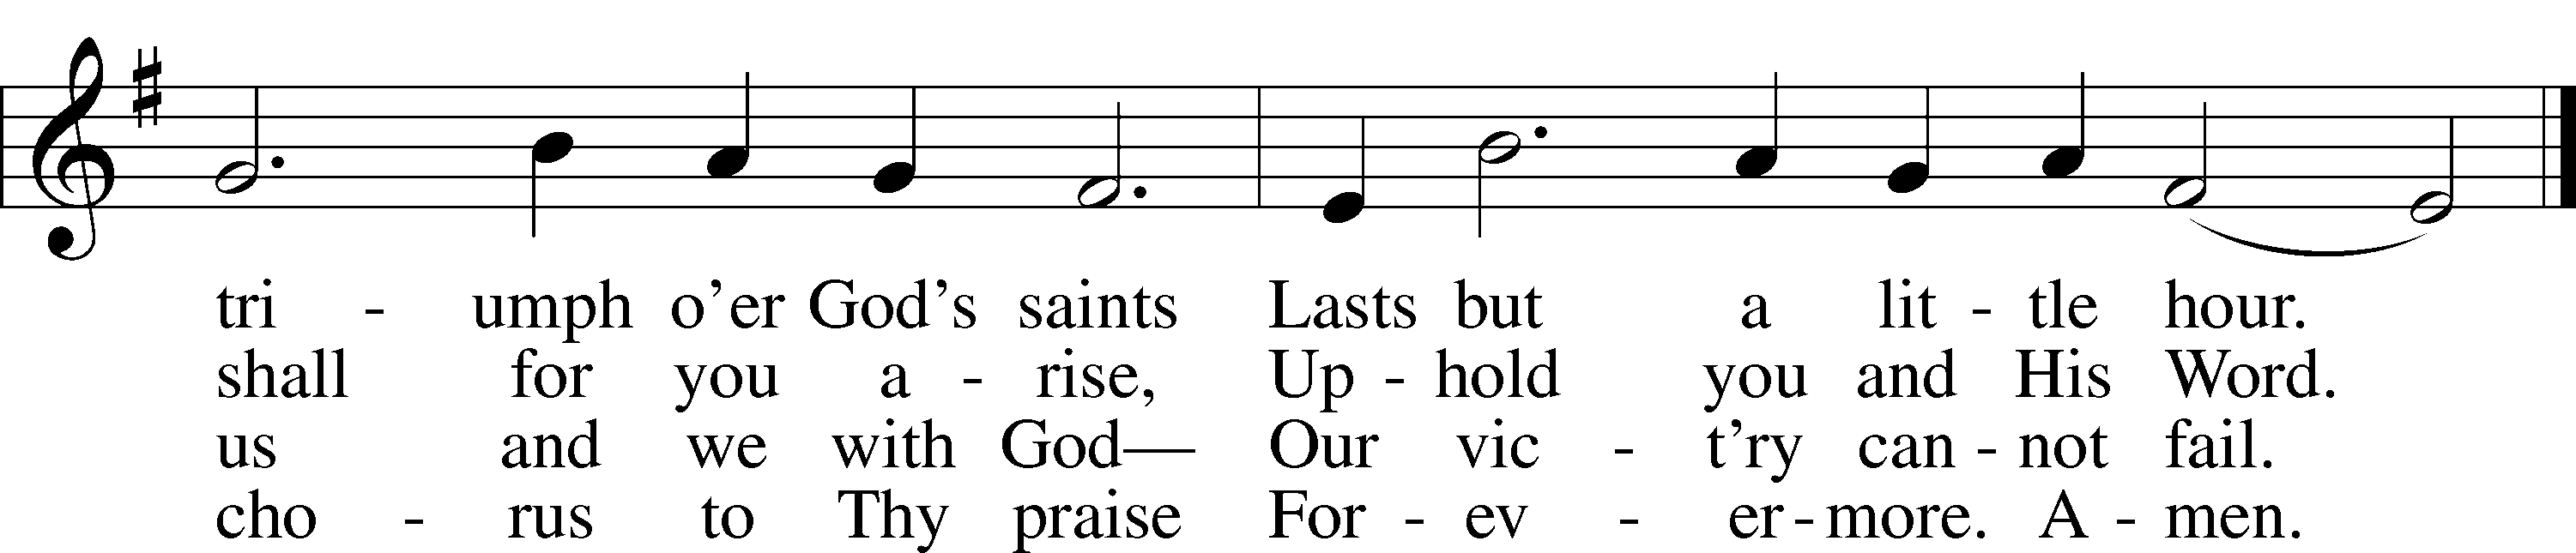 tri - umph o’er God’s saints Lasts but a lit - tle hour.
shall for you a - rise, Up - hold you and His Word.
us and we with God— Our vic - t’ry can - not fail.
cho - rus to Thy praise For - ev - er - more. A - men.